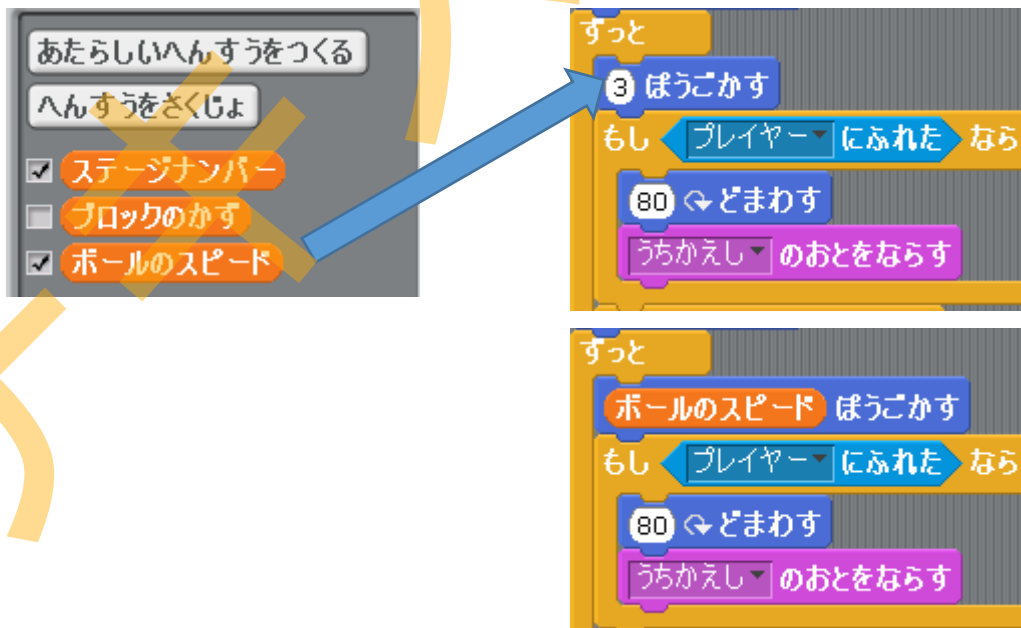 あたらしいへんすうをつくる
へんすうをさくじょ
ステージナンバー
ブロックのかず
ボールのスピード
ずっと
3 ほうごかす
もし プレイヤー にふれた なら
80 どまわす
うちかえし のおとをならす
ずっと
ボールのスピード ほうごかす
もし プレイヤー にふれた なら
80 どまわす
うちかえし のおとをならす